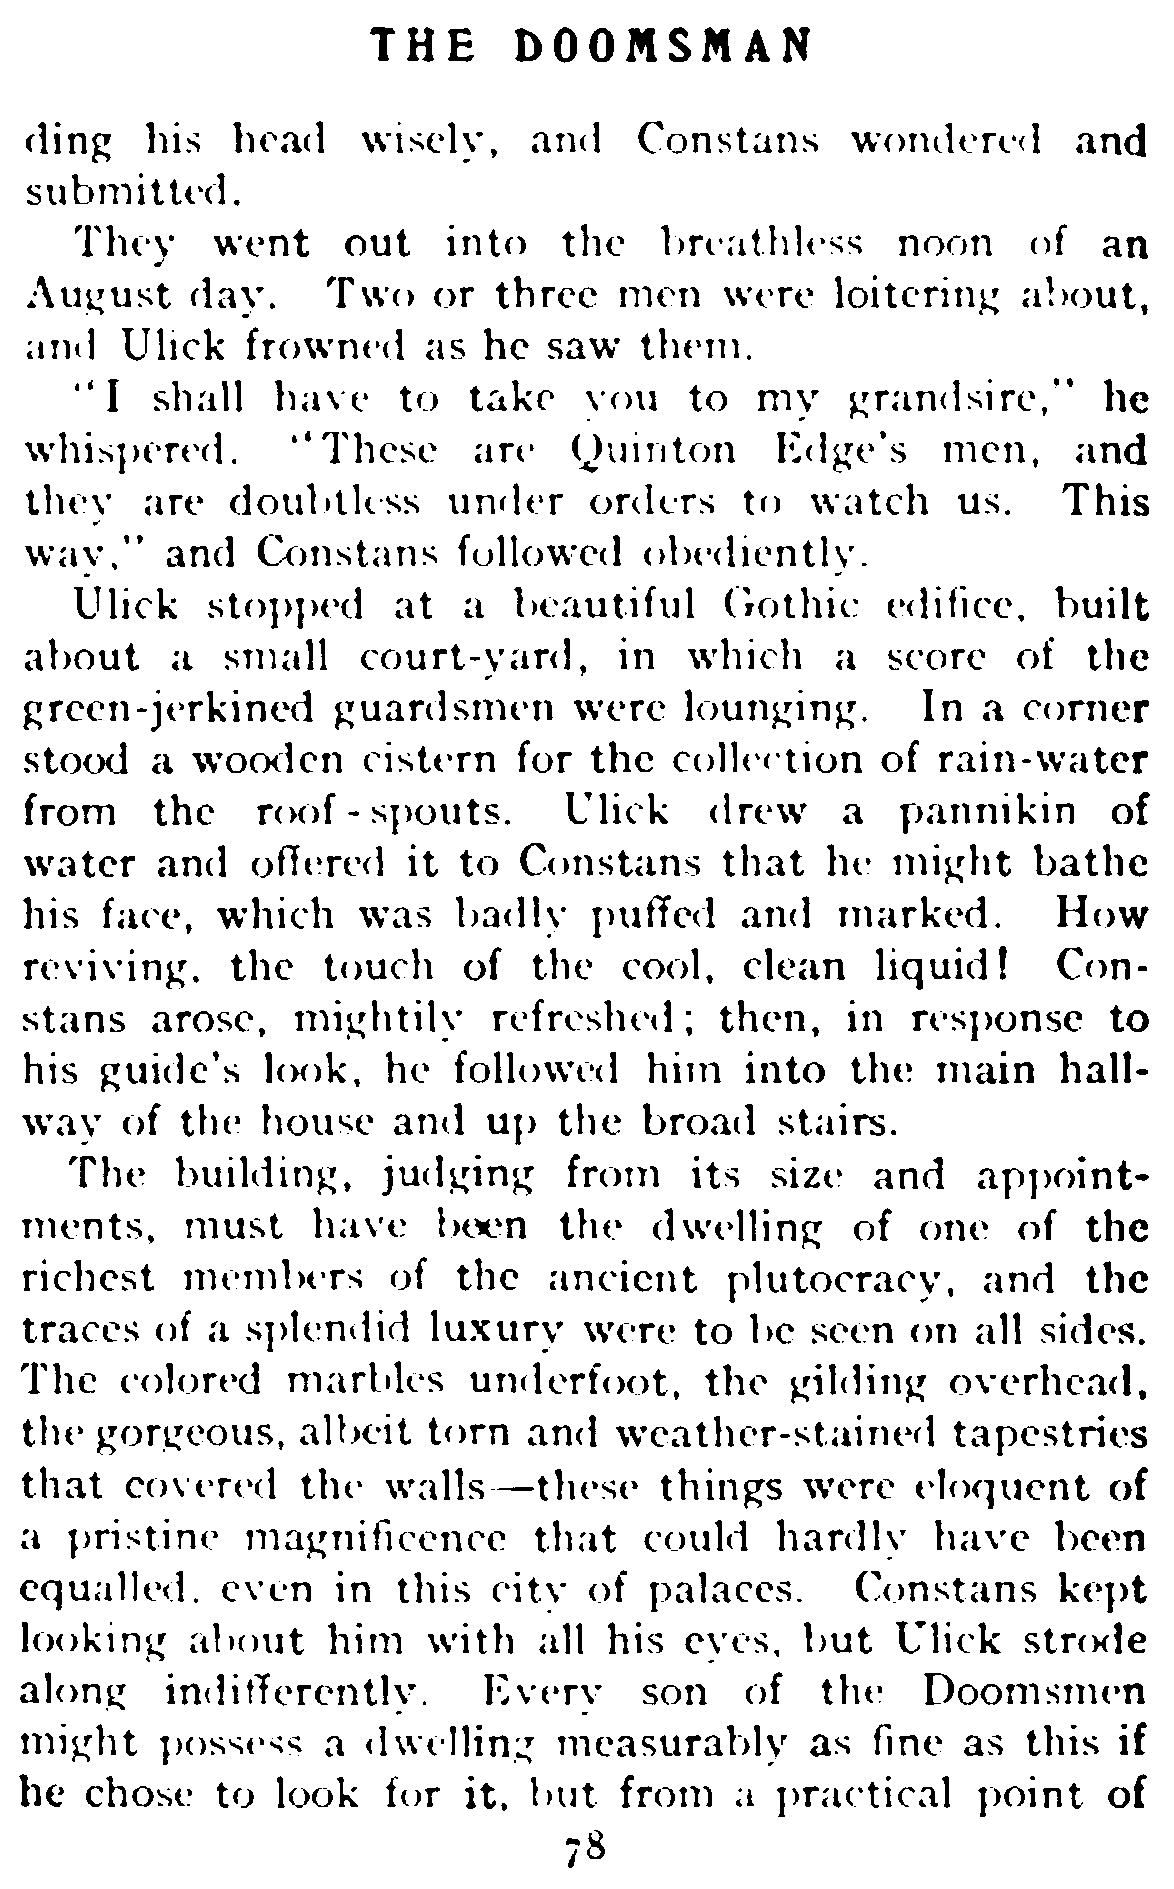 THE DOOMSMAN
ding his head wisely, and Constans wondered and
submitted.
They went out into the breathless noon of an
August day. Two or three men were loitering about,
and Ulick frowned as he saw them.
"I shall have to take you to my grandsire," he
whispered. "These are Quinton Edge's men, and
they are doubtless under orders to watch us. This
way," and Constans followed obediently.
Ulick stopped at a beautiful Gothic edifice, built
about a small court-yard, in which a score of the
green-jerkined guardsmen were lounging. In a corner
stood a wooden cistern for the collection of rain-water
from the roof-spouts. Ulick drew a pannikin of
water and offered it to Constans that he might bathe
his face, which was badly puffed and marked. How
reviving, the touch of the cool, clean liquid! Con-
stans arose, mightily refreshed; then, in response to
his guide's look, he followed him into the main hall-
way of the house and up the broad stairs.
The building, judging from its size and appoint-
ments, must have been the dwelling of one of the
richest members of the ancient plutocracy, and the
traces of a splendid luxury were to be seen on all sides.
The colored marbles underfoot, the gilding overhead,
the gorgeous, albeit torn and weather-stained tapestries
that covered the walls—these things were eloquent of
a pristine magnificence that could hardly have been
equalled, even in this city of palaces. Constans kept
looking about him with all his eyes, but Ulick strode
along indifferently. Every son of the Doomsmen
might possess a dwelling measurably as fine as this if
he chose to look for it, but from a practical point of
78